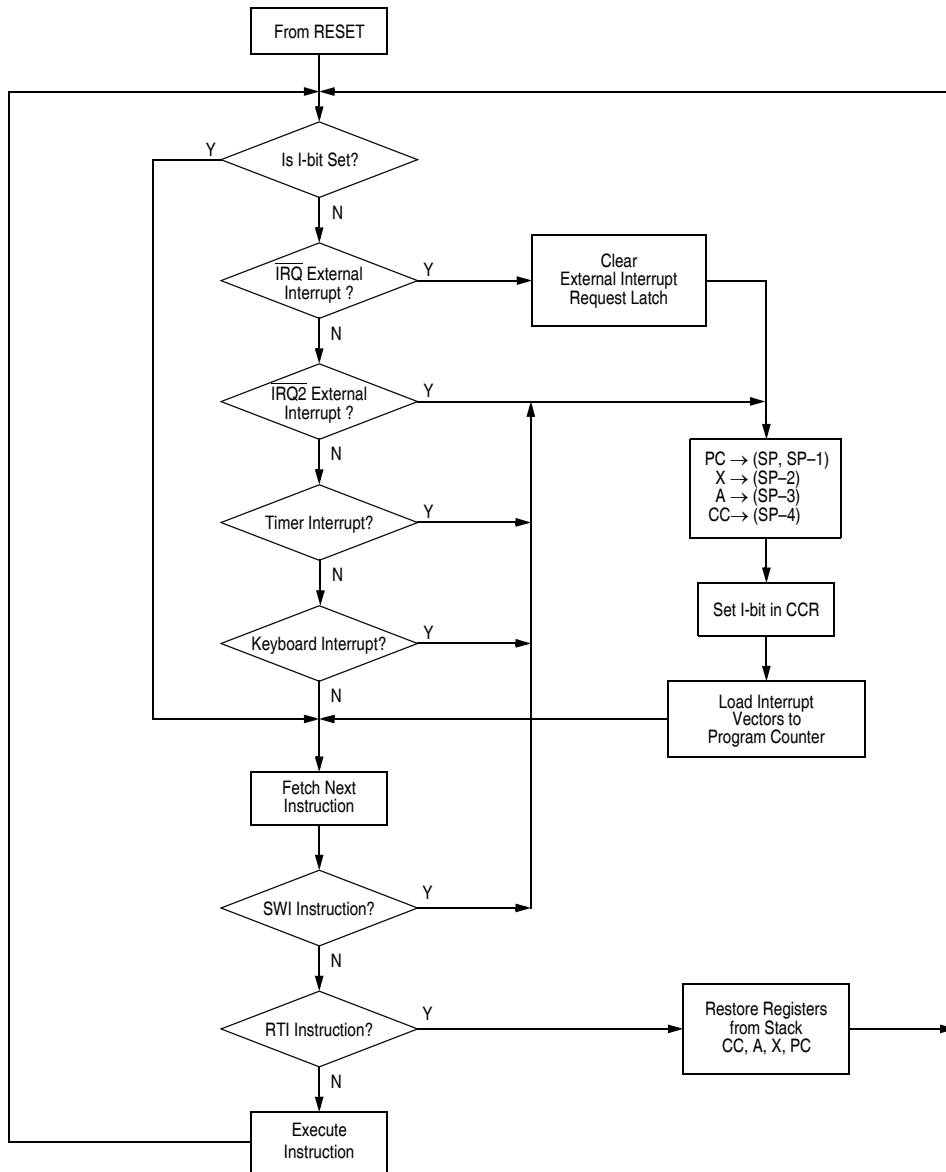 From RESET
Y
Is I-bit Set?
N
IRQ External
Interrupt ?
Y
Clear
External Interrupt
Request Latch
N
IRQ2 External
Interrupt ?
Y
N
PC → (SP, SP–1)
X → (SP–2)
A → (SP–3)
CC → (SP–4)
Timer Interrupt?
Y
N
Set I-bit in CCR
Keyboard Interrupt?
Y
N
Load Interrupt
Vectors to
Program Counter
Fetch Next
Instruction
SWI Instruction?
Y
N
RTI Instruction?
Y
Restore Registers
from Stack
CC, A, X, PC
N
Execute
Instruction